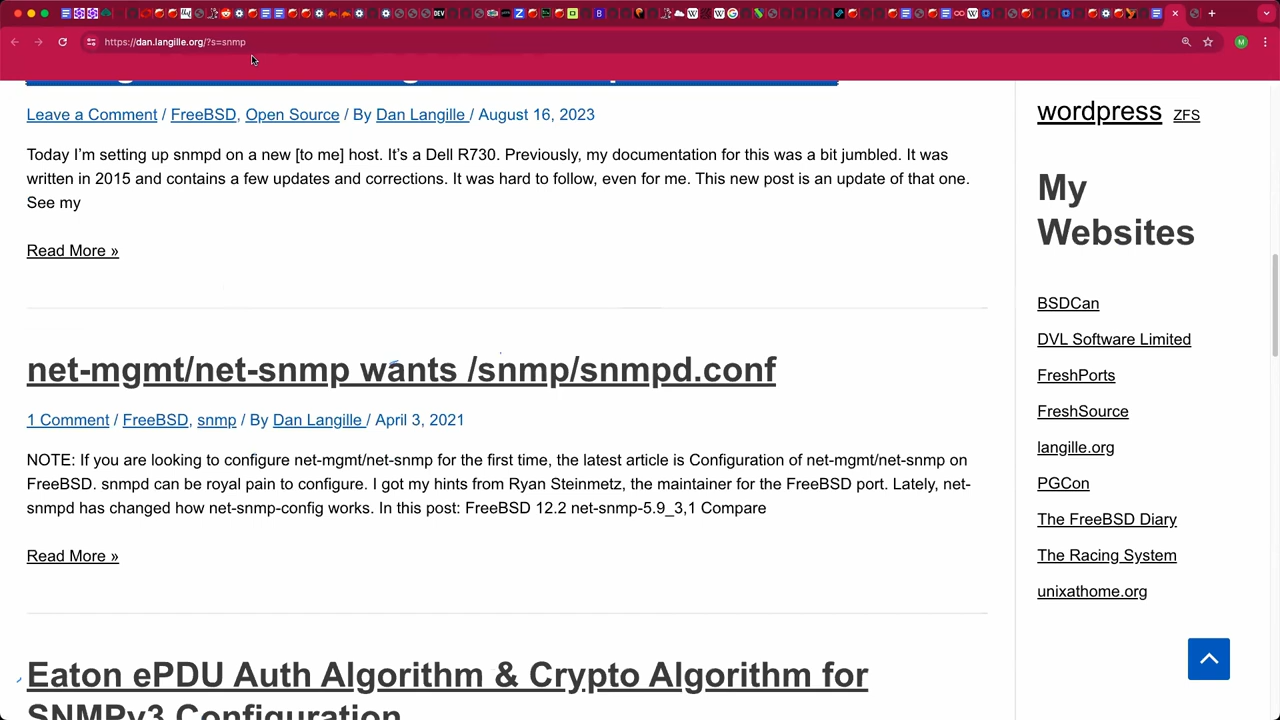 https://dan.langille.org/?s=snmp
Leave a Comment / FreeBSD, Open Source / By Dan Langille / August 16, 2023
Today I'm setting up snmpd on a new [to me] host. It's a Dell R730. Previously, my documentation for this was a bit jumbled. It was
written in 2015 and contains a few updates and corrections. It was hard to follow, even for me. This new post is an update of that one.
See my
Read More »
net-mgmt/net-snmp wants /snmp/snmpd.conf
1 Comment / FreeBSD, snmp / By Dan Langille / April 3, 2021
NOTE: If you are looking to configure net-mgmt/net-snmp for the first time, the latest article is Configuration of net-mgmt/net-snmp on
FreeBSD. snmpd can be royal pain to configure. I got my hints from Ryan Steinmetz, the maintainer for the FreeBSD port. Lately, net-
snmpd has changed how net-snmp-config works. In this post: FreeBSD 12.2 net-snmp-5.9_3,1 Compare
Read More »
Eaton ePDU Auth Algorithm & Crypto Algorithm for
SNMPv3 Configuration
wordpress ZFS
My
Websites
BSDCan
DVL Software Limited
FreshPorts
FreshSource
langille.org
PGCon
The FreeBSD Diary
The Racing System
unixathome.org